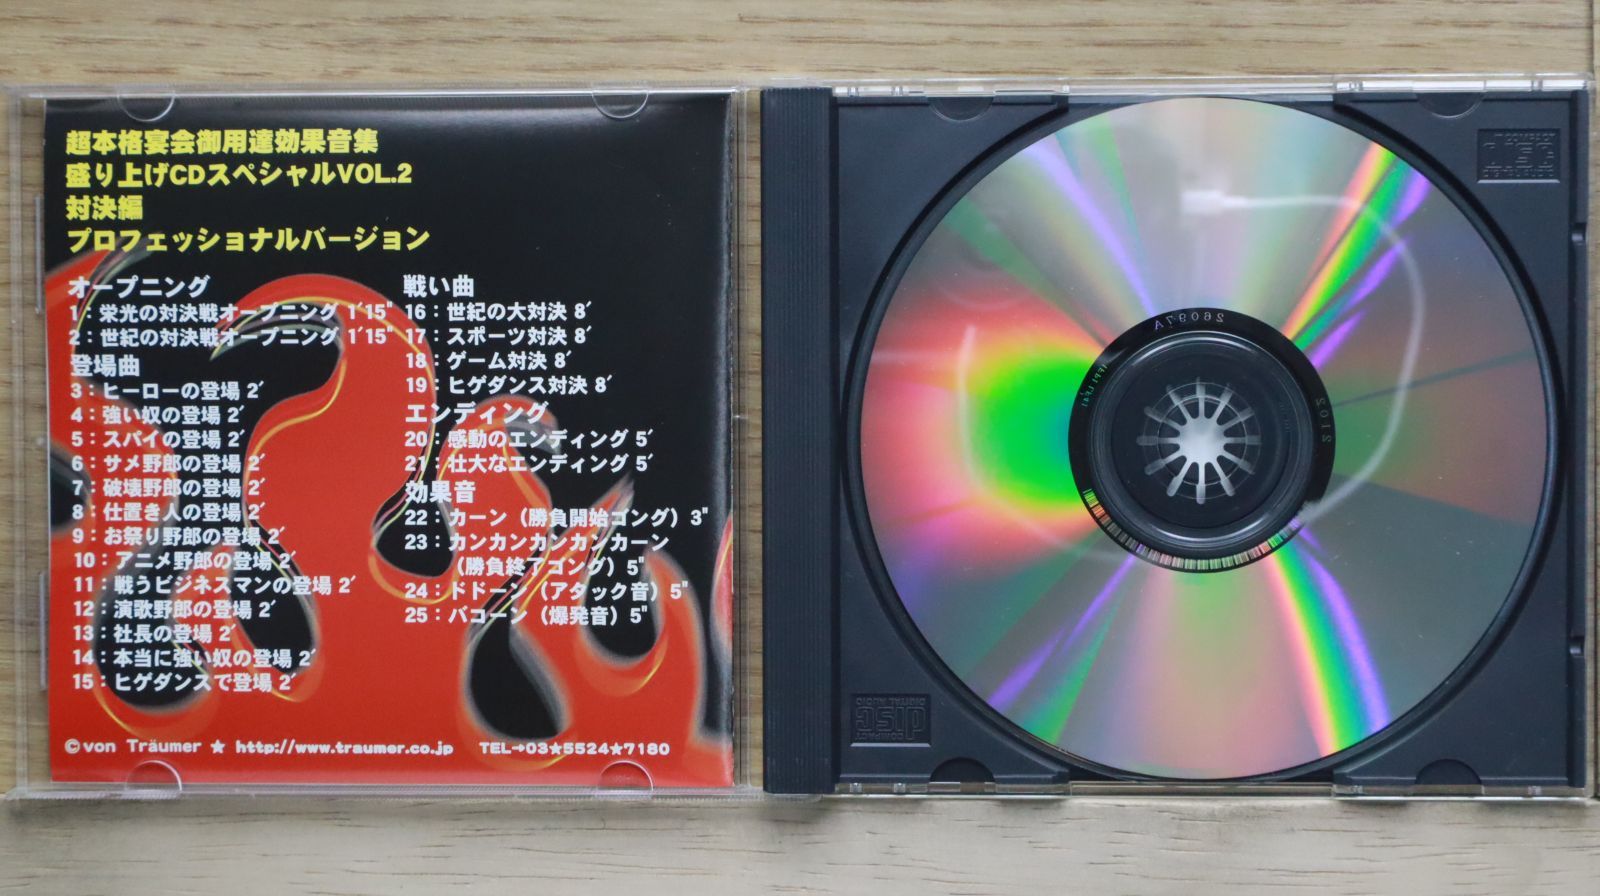 超本格宴会御用達効果音集
盛り上げCDスペシャルVOL.2
対決編
プロフェッショナルバージョン
オープニング
1：栄光の対決戦オープニング 1′15″
2：世紀の対決戦オープニング 1′15″
登場曲
3：ヒーローの登場 2′
4：強い奴の登場 2′
5：スパイの登場 2′
6：サメ野郎の登場 2′
7：破壊野郎の登場 2′
8：仕置き人の登場 2′
9：お祭り野郎の登場 2′
10：アニメ野郎の登場 2′
11：戦うビジネスマンの登場 2′
12：演歌野郎の登場 2′
13：社長の登場 2′
14：本当に強い奴の登場 2′
15：ヒゲダンスで登場 2′
戦い曲
16：世紀の大対決 8′
17：スポーツ対決 8′
18：ゲーム対決 8′
19：ヒゲダンス対決 8′
エンディング
20：感動のエンディング 5′
21：壮大なエンディング 5′
効果音
22：カーン（勝負開始ゴング）3″
23：カンカンカンカンカーン
（勝負終了ゴング）5″
24：ドドーン（アタック音）5″
25：バコーン（爆発音）5″
©von Träumer ★ http://www.traumer.co.jp TEL→03★5524★7180
COMPACT
disc
DIGITAL AUDIO
COMPACT
disc
DIGITAL AUDIO
26097A